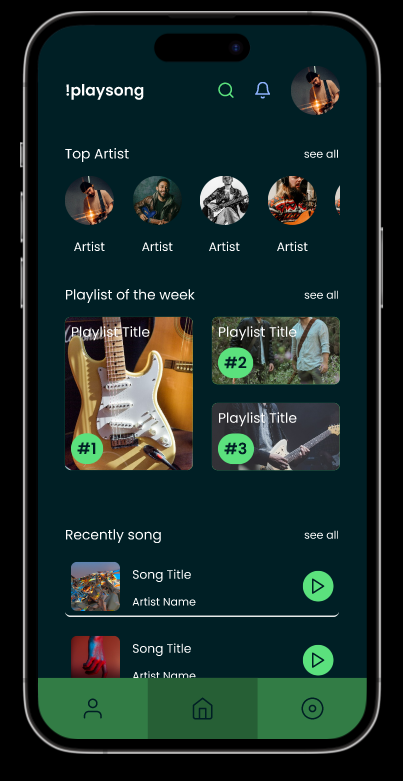 !playsong
Top Artist see all
Artist Artist Artist Artist
Playlist of the week see all
Playlist Title
#1
Playlist Title
#2
Playlist Title
#3
Recently song see all
Song Title
Artist Name
Song Title
Artist Name